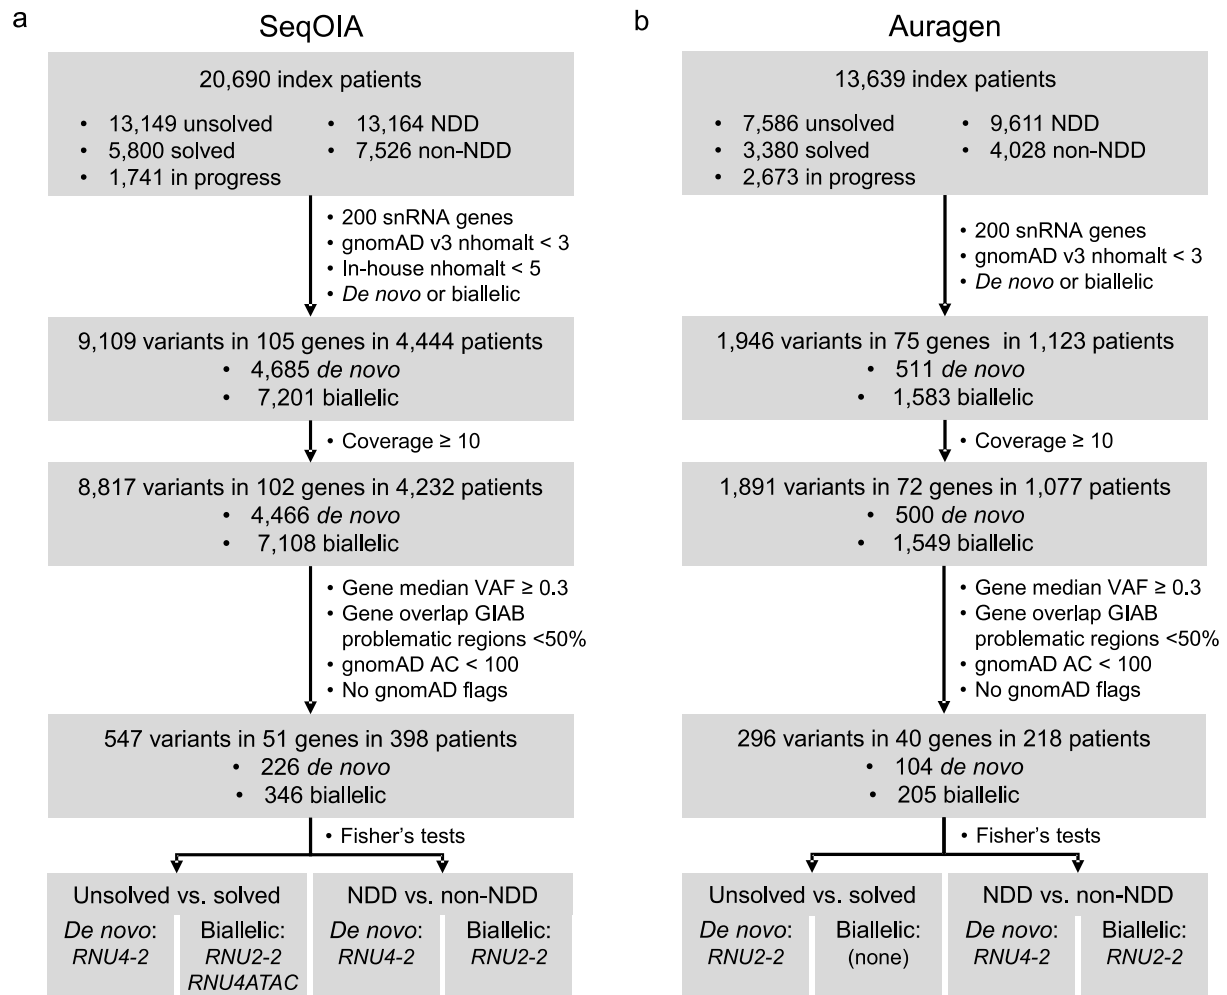 a
SeqOIA
20,690 index patients
• 13,149 unsolved
• 5,800 solved
• 1,741 in progress
• 13,164 NDD
• 7,526 non-NDD
• 200 snRNA genes
• gnomAD v3 nhomalt < 3
• In-house nhomalt < 5
• De novo or biallelic
9,109 variants in 105 genes in 4,444 patients
• 4,685 de novo
• 7,201 biallelic
• Coverage ≥ 10
8,817 variants in 102 genes in 4,232 patients
• 4,466 de novo
• 7,108 biallelic
• Gene median VAF ≥ 0.3
• Gene overlap GIAB
problematic regions <50%
• gnomAD AC < 100
• No gnomAD flags
547 variants in 51 genes in 398 patients
• 226 de novo
• 346 biallelic
• Fisher's tests
Unsolved vs. solved
De novo:
RNU4-2
Biallelic:
RNU2-2
RNU4ATAC
NDD vs. non-NDD
De novo:
RNU4-2
Biallelic:
RNU2-2
b
Auragen
13,639 index patients
• 7,586 unsolved
• 3,380 solved
• 2,673 in progress
• 9,611 NDD
• 4,028 non-NDD
• 200 snRNA genes
• gnomAD v3 nhomalt < 3
• De novo or biallelic
1,946 variants in 75 genes in 1,123 patients
• 511 de novo
• 1,583 biallelic
• Coverage ≥ 10
1,891 variants in 72 genes in 1,077 patients
• 500 de novo
• 1,549 biallelic
• Gene median VAF ≥ 0.3
• Gene overlap GIAB
problematic regions <50%
• gnomAD AC < 100
• No gnomAD flags
296 variants in 40 genes in 218 patients
• 104 de novo
• 205 biallelic
• Fisher's tests
Unsolved vs. solved
De novo:
RNU2-2
Biallelic:
(none)
NDD vs. non-NDD
De novo:
RNU4-2
Biallelic:
RNU2-2